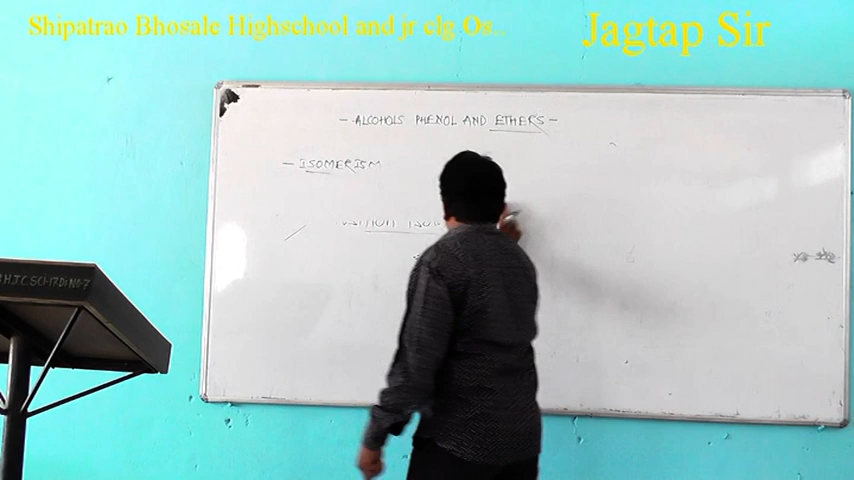 Shipatrao Bhosale Highschool and jr clg Os..
Jagtap Sir
- ALCOHOLS PHENOL AND ETHERS -
- ISOMERISM